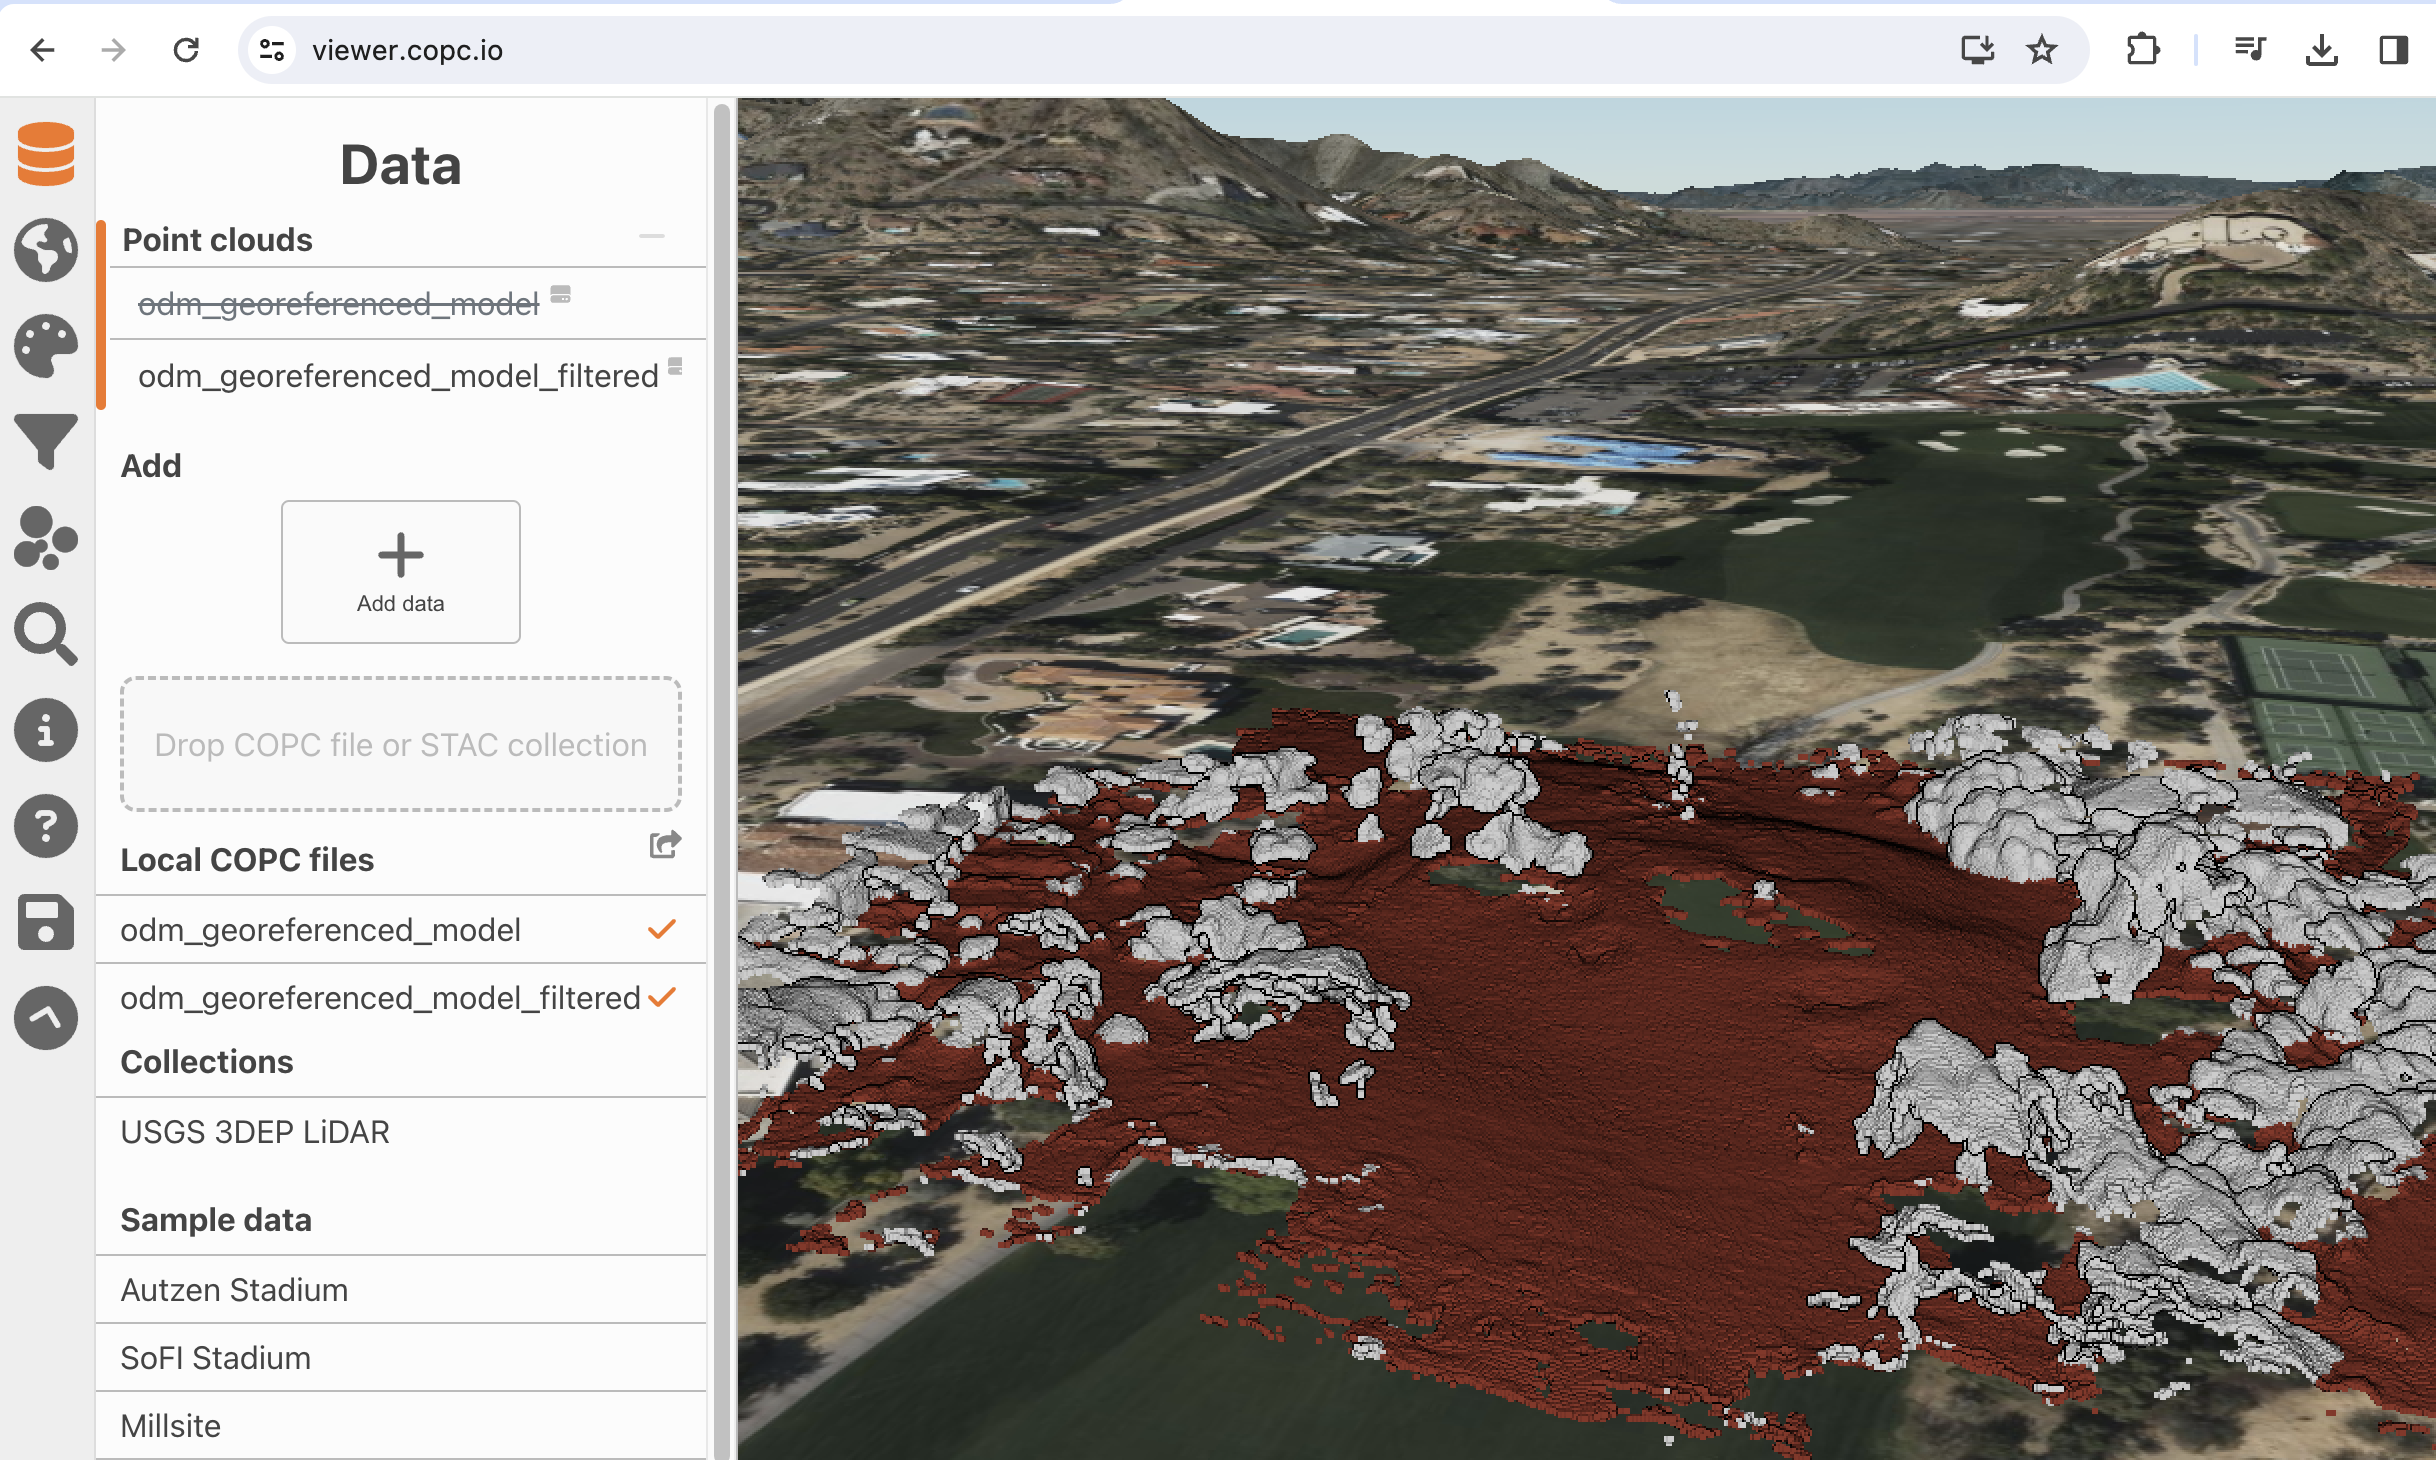 viewer.copc.io
Data
Point clouds
odm_georeferenced_model
odm_georeferenced_model_filtered
Add
Add data
Drop COPC file or STAC collection
Local COPC files
odm_georeferenced_model
odm_georeferenced_model_filtered
Collections
USGS 3DEP LiDAR
Sample data
Autzen Stadium
SoFI Stadium
Millsite